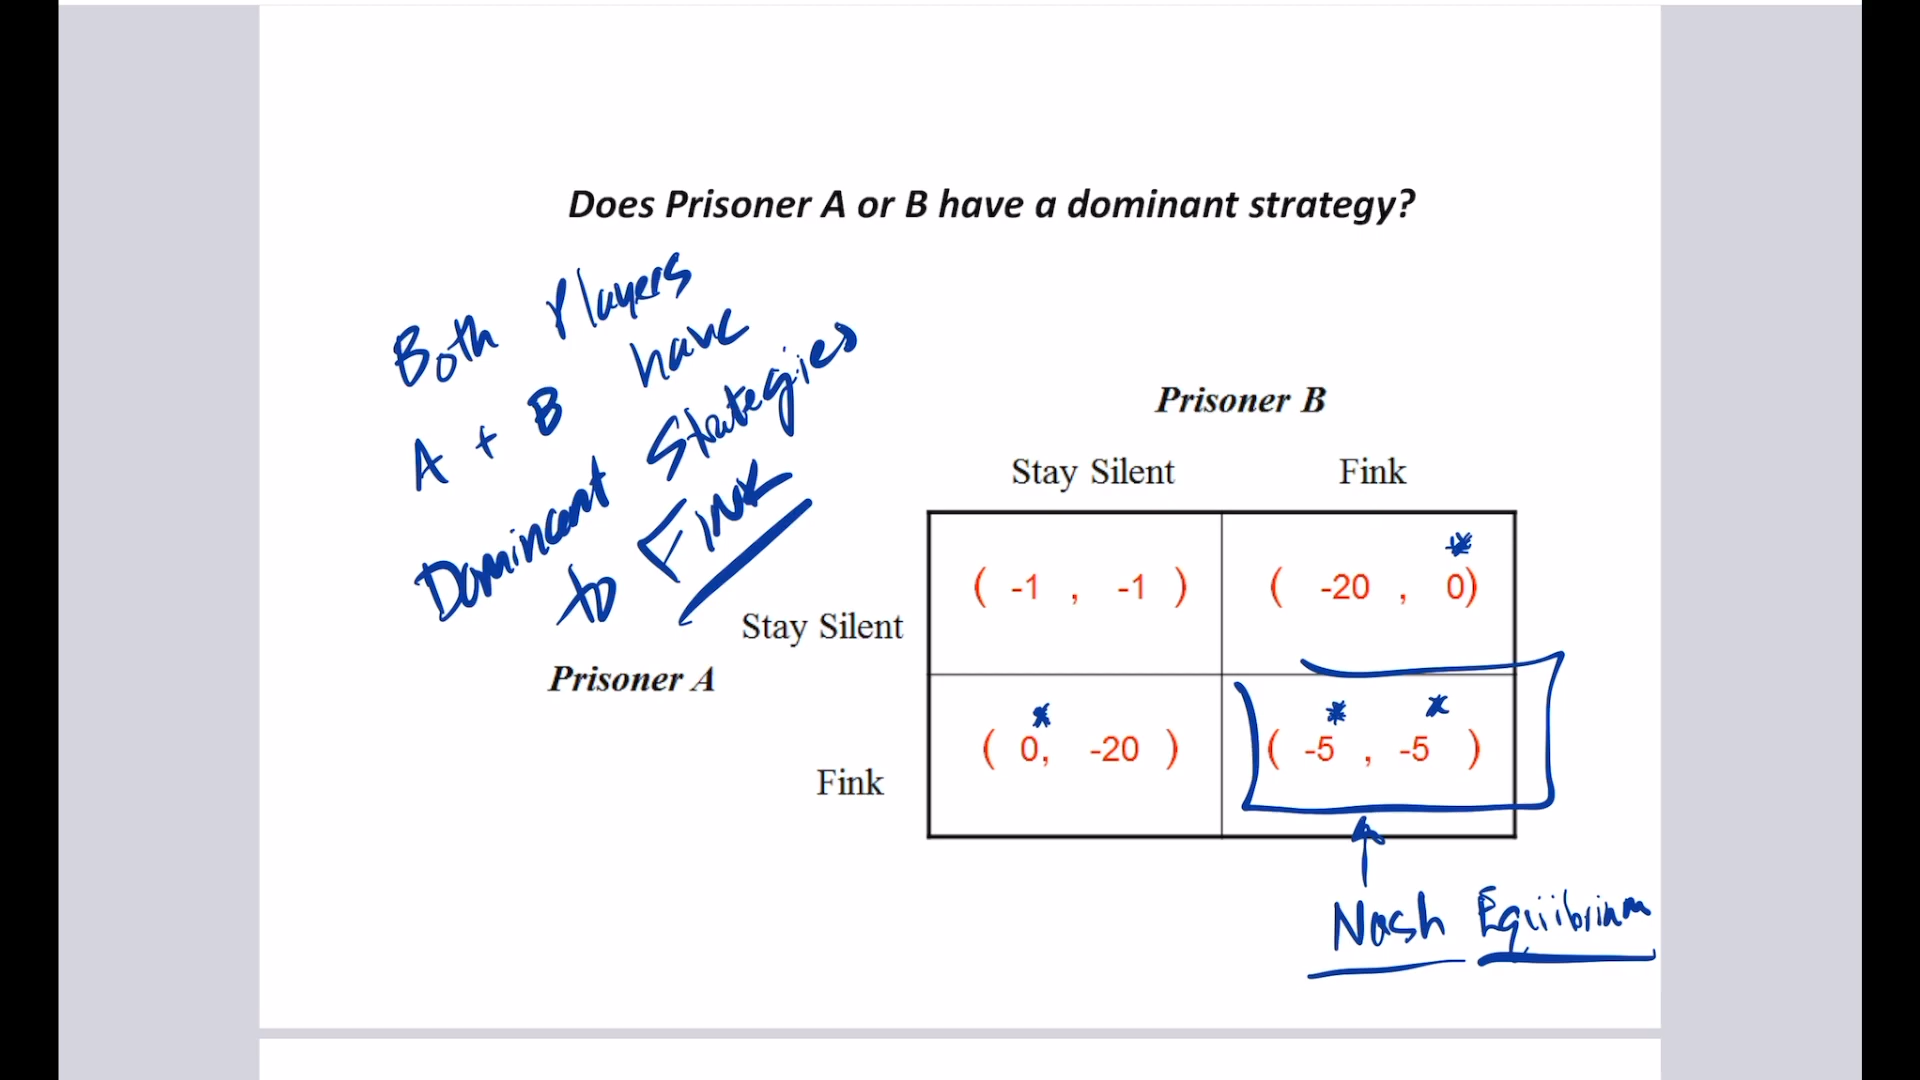 Does Prisoner A or B have a dominant strategy?
Both Players
A + B have
Dominant Strategies
to Fink
Prisoner B
Stay Silent Fink
Stay Silent ( -1 , -1 ) ( -20 , 0)
Prisoner A
Fink ( 0, -20 ) ( -5 , -5 )
Nash Equilibrium